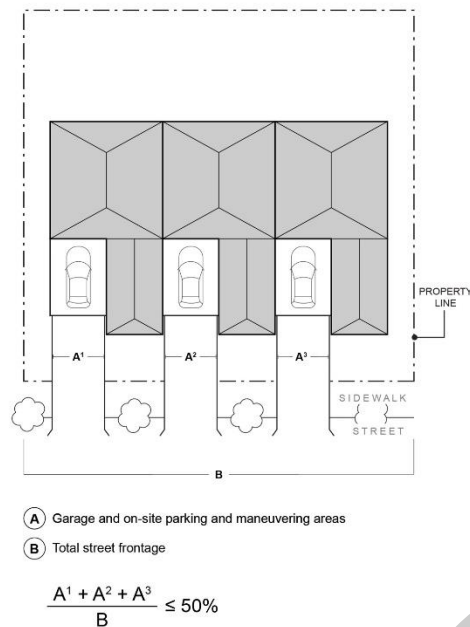 PROPERTY
LINE
A¹ A² A³
SIDEWALK
STREET
B
A Garage and on-site parking and maneuvering areas
B Total street frontage
A¹ + A² + A³
B
≤ 50%